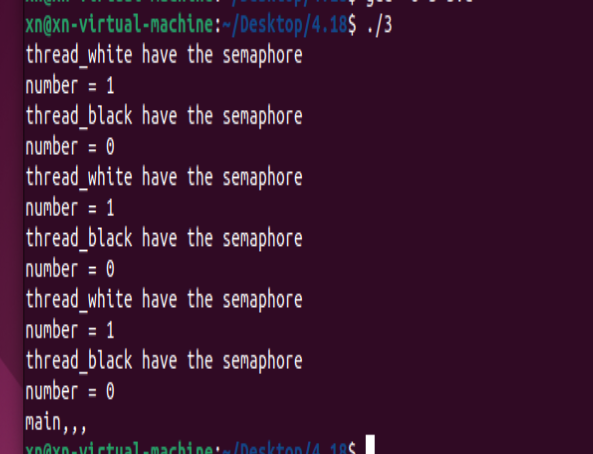 xn@xn-virtual-machine:~/Desktop/4.18$ ./3
thread_white have the semaphore
number = 1
thread_black have the semaphore
number = 0
thread_white have the semaphore
number = 1
thread_black have the semaphore
number = 0
thread_white have the semaphore
number = 1
thread_black have the semaphore
number = 0
main,,,
xn@xn-virtual-machine:~/Desktop/4.18$